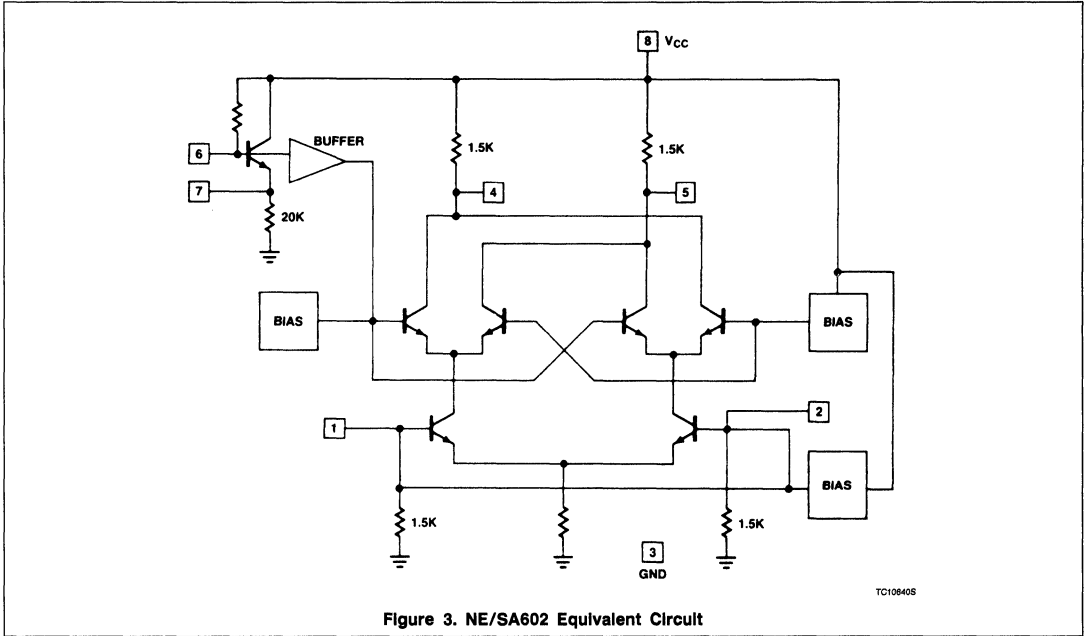 8 VCC
BUFFER
6
1.5K
1.5K
7
4
5
20K
BIAS
BIAS
1
2
BIAS
1.5K
1.5K
3
GND
TC10640S
Figure 3. NE/SA602 Equivalent Circuit